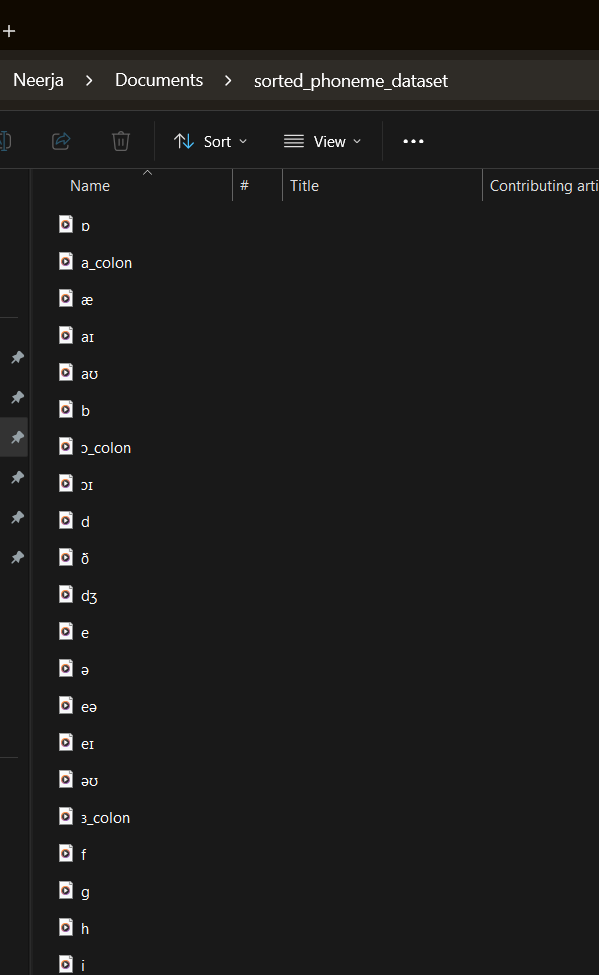 Neerja > Documents > sorted_phoneme_dataset
Sort View
Name # Title Contributing arti
ɒ
a_colon
æ
aɪ
aʊ
b
ɔ_colon
ɔɪ
d
ð
dʒ
e
ə
eə
eɪ
əʊ
ɜ_colon
f
g
h
i